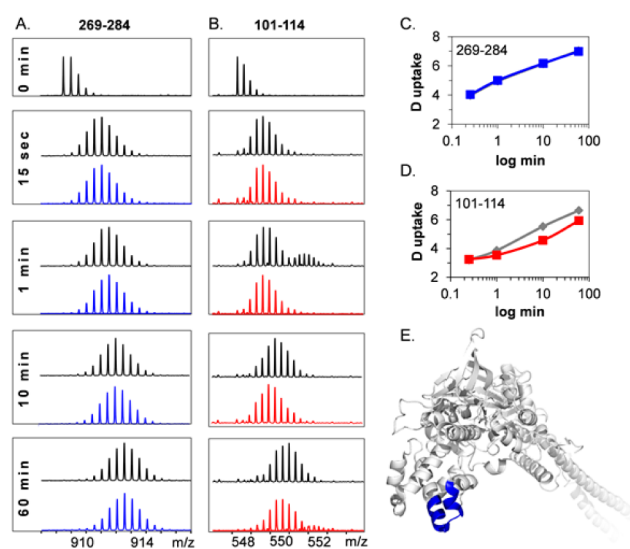 A. 269-284
B. 101-114
0 min
15 sec
1 min
10 min
60 min
910 914 m/z
548 550 552 m/z
C.
269-284
D uptake
8
6
4
2
0.1 1 10 100
log min
D.
101-114
D uptake
8
6
4
2
0.1 1 10 100
log min
E.